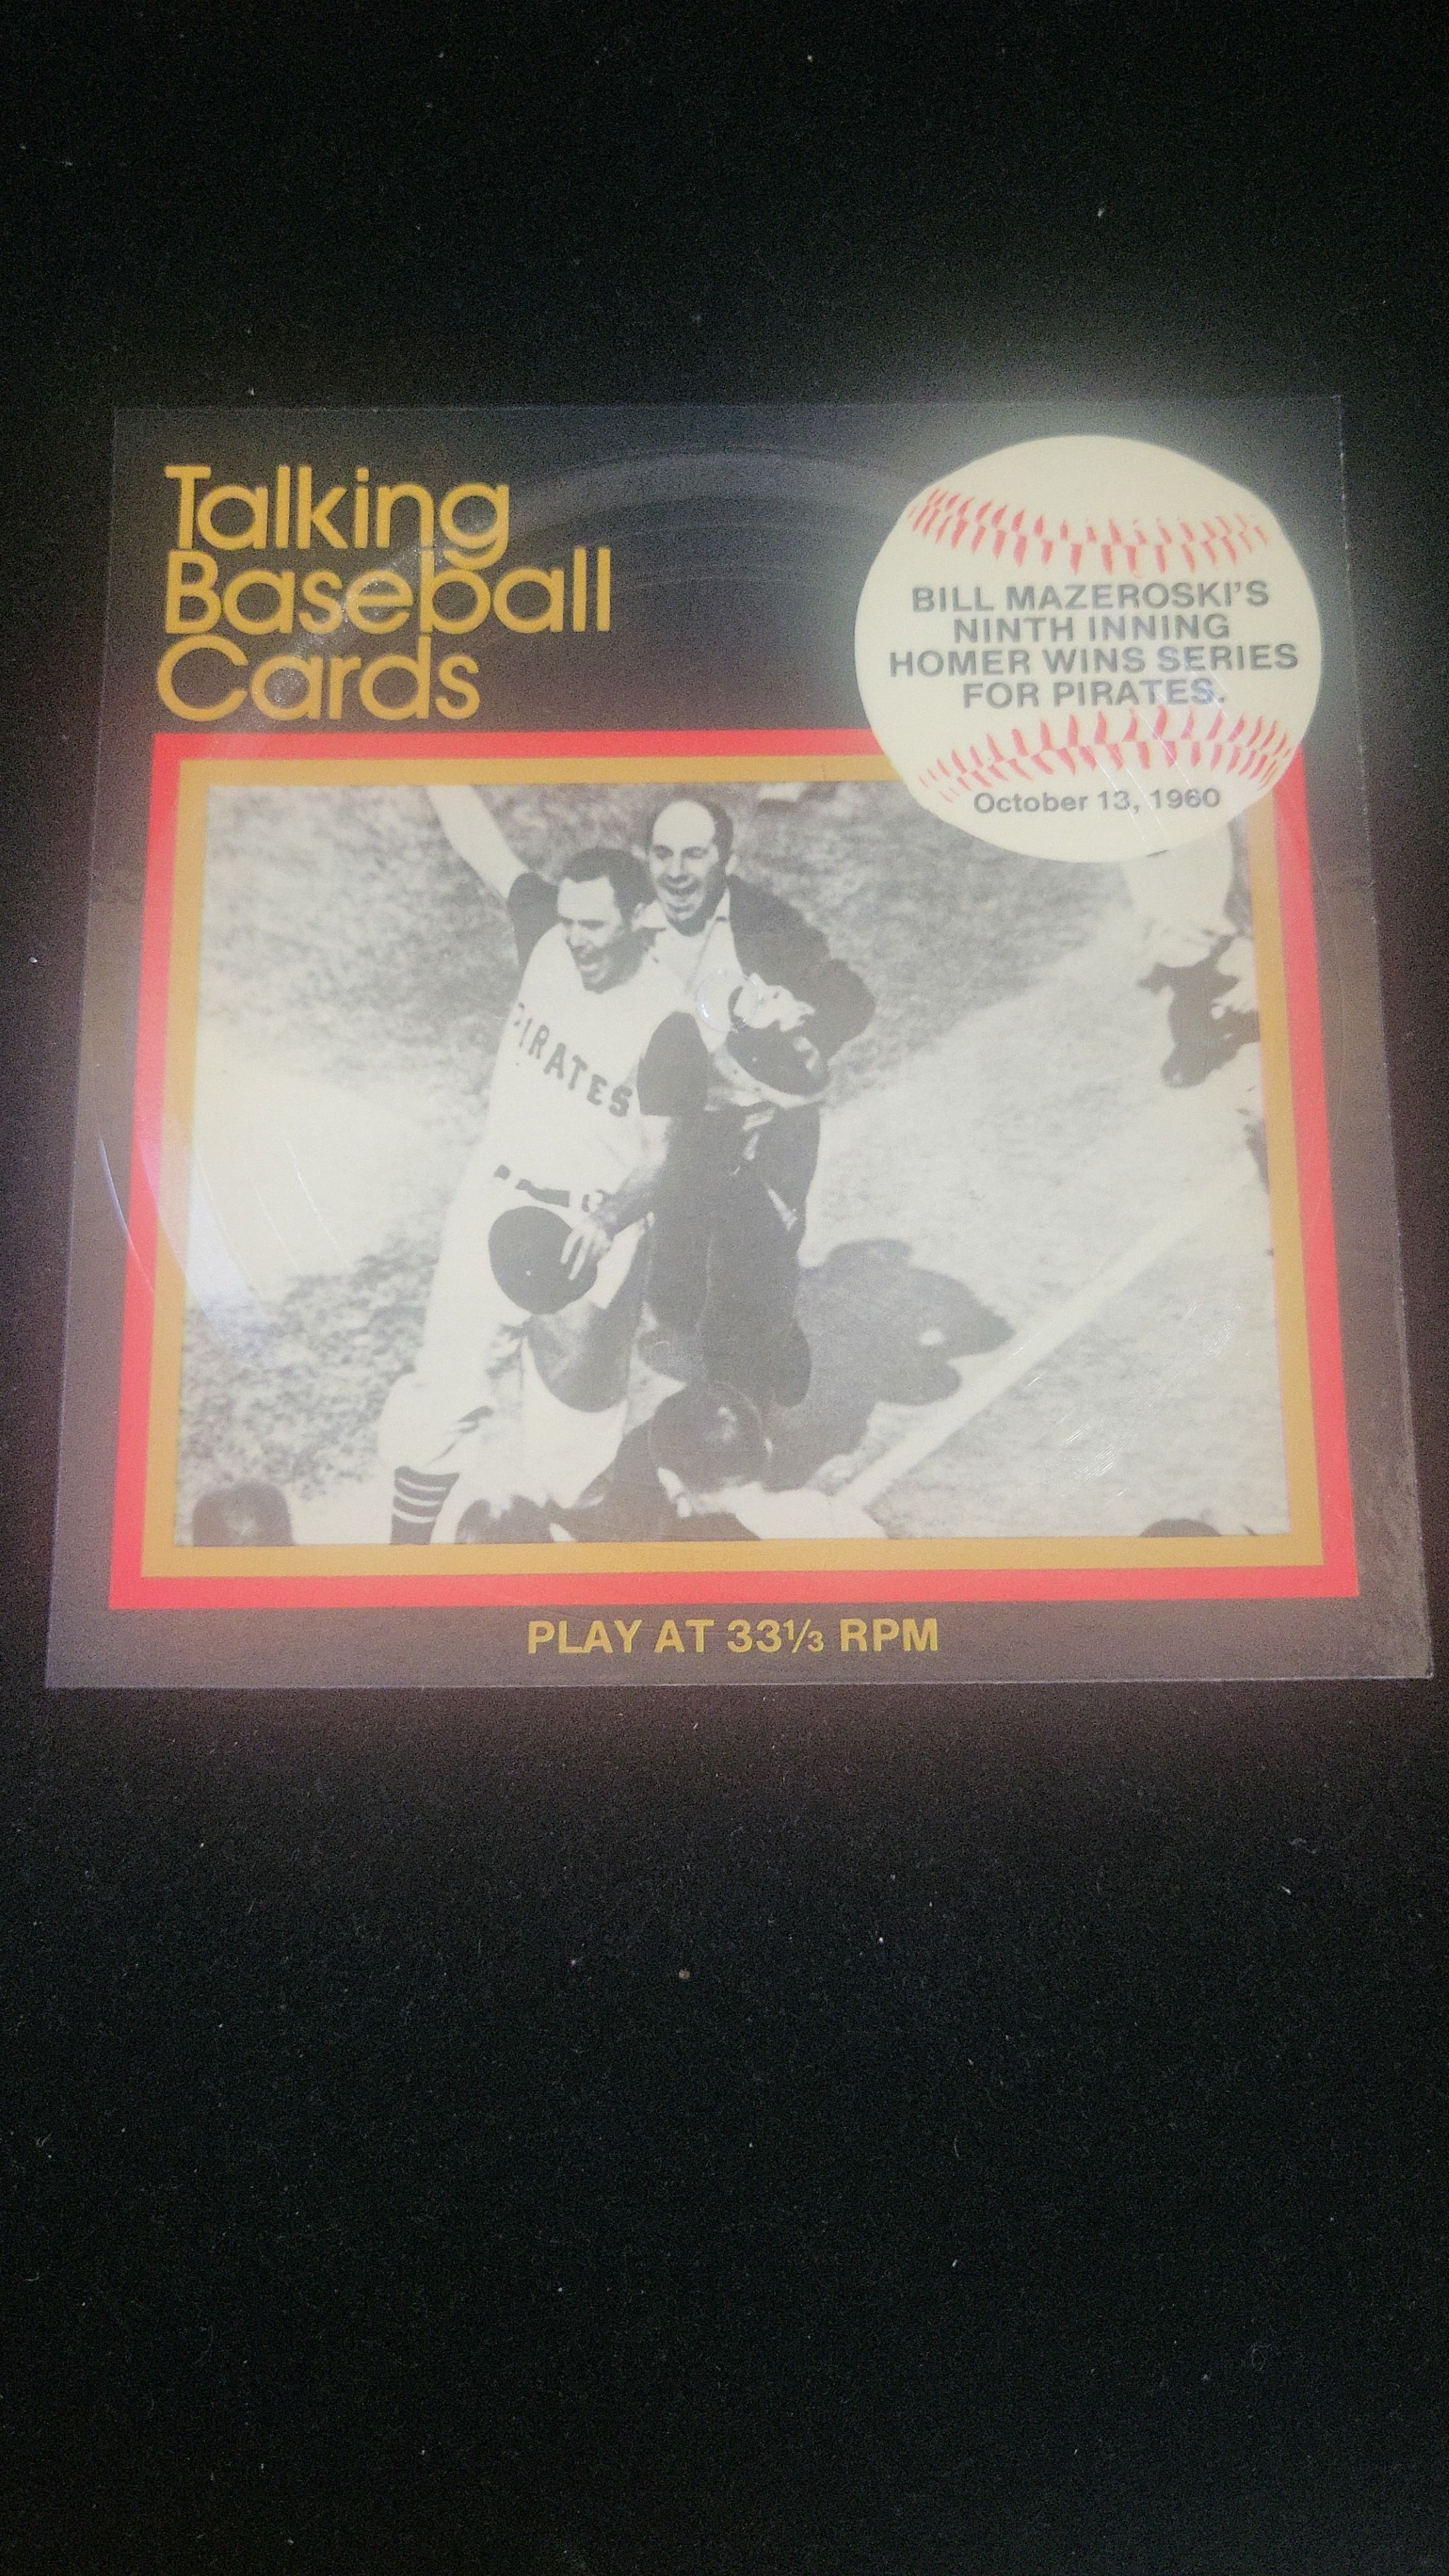 Talking
Baseball
Cards
BILL MAZEROSKI'S
NINTH INNING
HOMER WINS SERIES
FOR PIRATES.
October 13, 1960
PIRATES
PLAY AT 33⅓ RPM